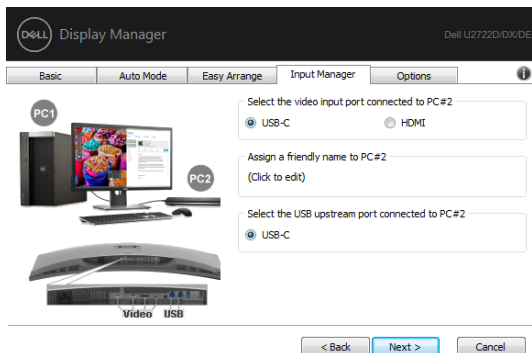 DELL Display Manager
Dell U2722D/DX/DE
Basic
Auto Mode
Easy Arrange
Input Manager
Options
PC1
PC2
Video USB
Select the video input port connected to PC#2
USB-C
HDMI
Assign a friendly name to PC#2
(Click to edit)
Select the USB upstream port connected to PC#2
USB-C
< Back
Next >
Cancel